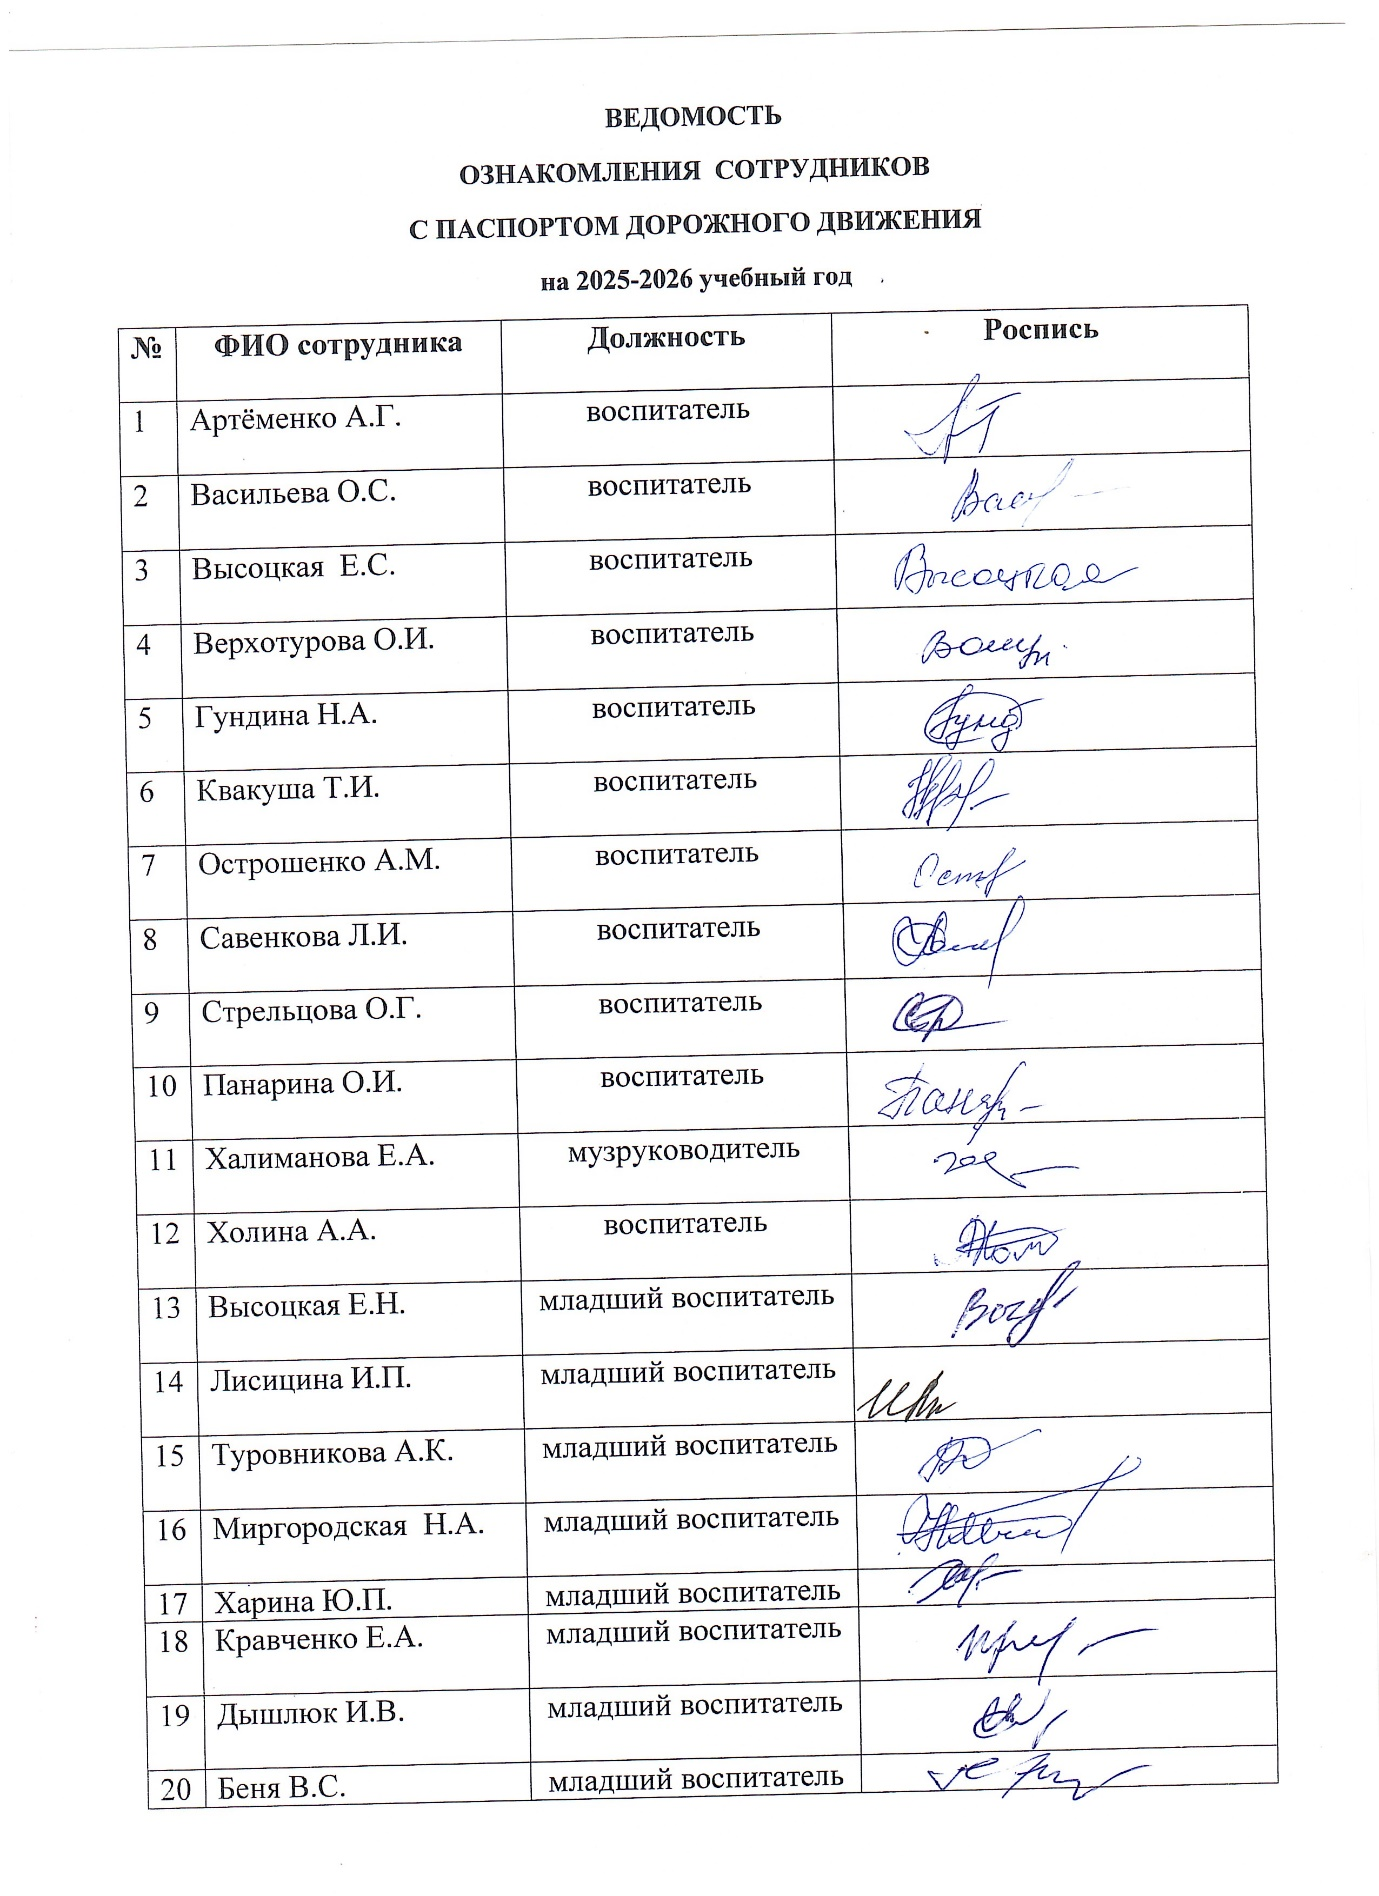 ВЕДОМОСТЬ
ОЗНАКОМЛЕНИЯ СОТРУДНИКОВ
С ПАСПОРТОМ ДОРОЖНОГО ДВИЖЕНИЯ
на 2025-2026 учебный год
№ ФИО сотрудника Должность Роспись
1 Артёменко А.Г. воспитатель
2 Васильева О.С. воспитатель
3 Высоцкая Е.С. воспитатель Высоцкая
4 Верхотурова О.И. воспитатель
5 Гундина Н.А. воспитатель
6 Квакуша Т.И. воспитатель
7 Острошенко А.М. воспитатель
8 Савенкова Л.И. воспитатель
9 Стрельцова О.Г. воспитатель
10 Панарина О.И. воспитатель
11 Халиманова Е.А. музруководитель
12 Холина А.А. воспитатель
13 Высоцкая Е.Н. младший воспитатель
14 Лисицина И.П. младший воспитатель
15 Туровникова А.К. младший воспитатель
16 Миргородская Н.А. младший воспитатель
17 Харина Ю.П. младший воспитатель
18 Кравченко Е.А. младший воспитатель
19 Дышлюк И.В. младший воспитатель
20 Беня В.С. младший воспитатель